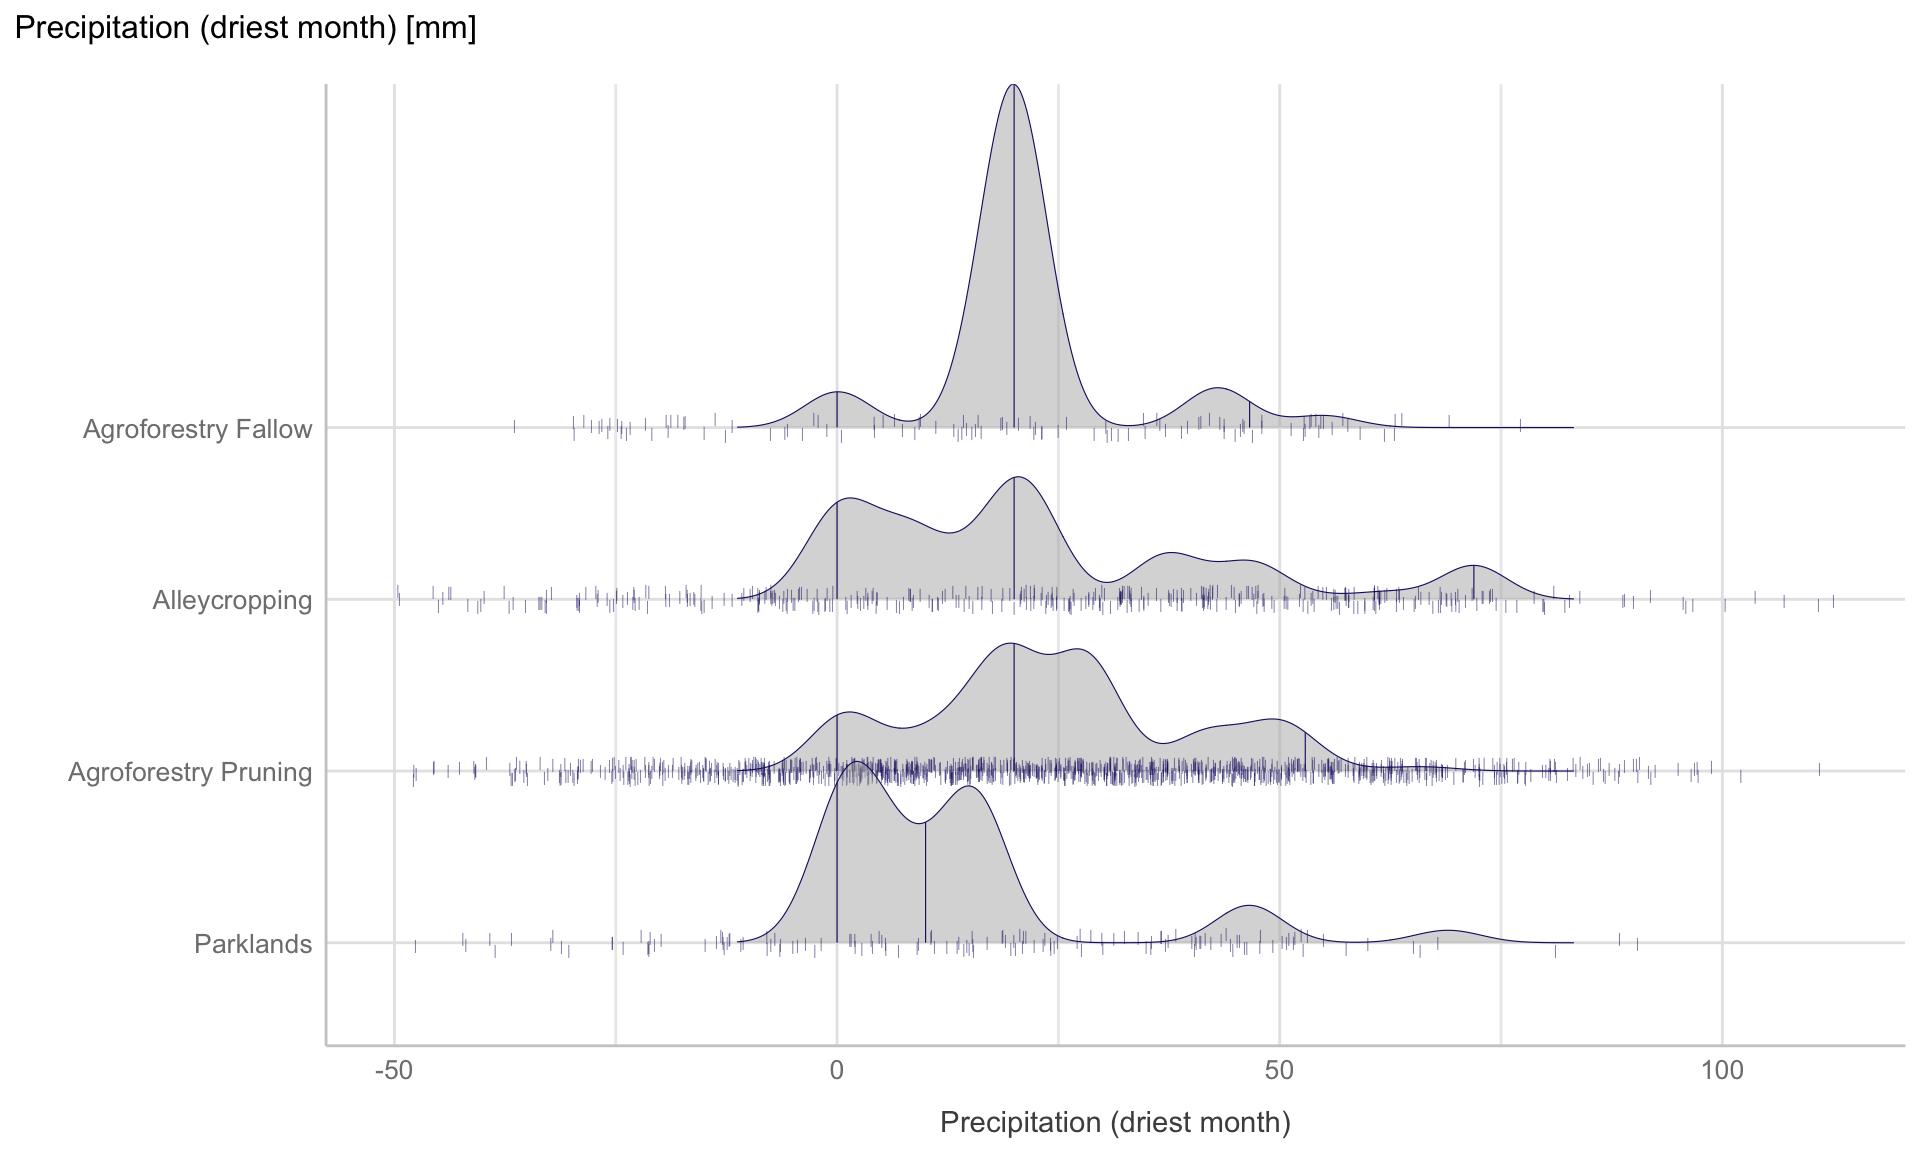 Precipitation (driest month) [mm]
Agroforestry Fallow
Alleycropping
Agroforestry Pruning
Parklands
-50
0
50
100
Precipitation (driest month)